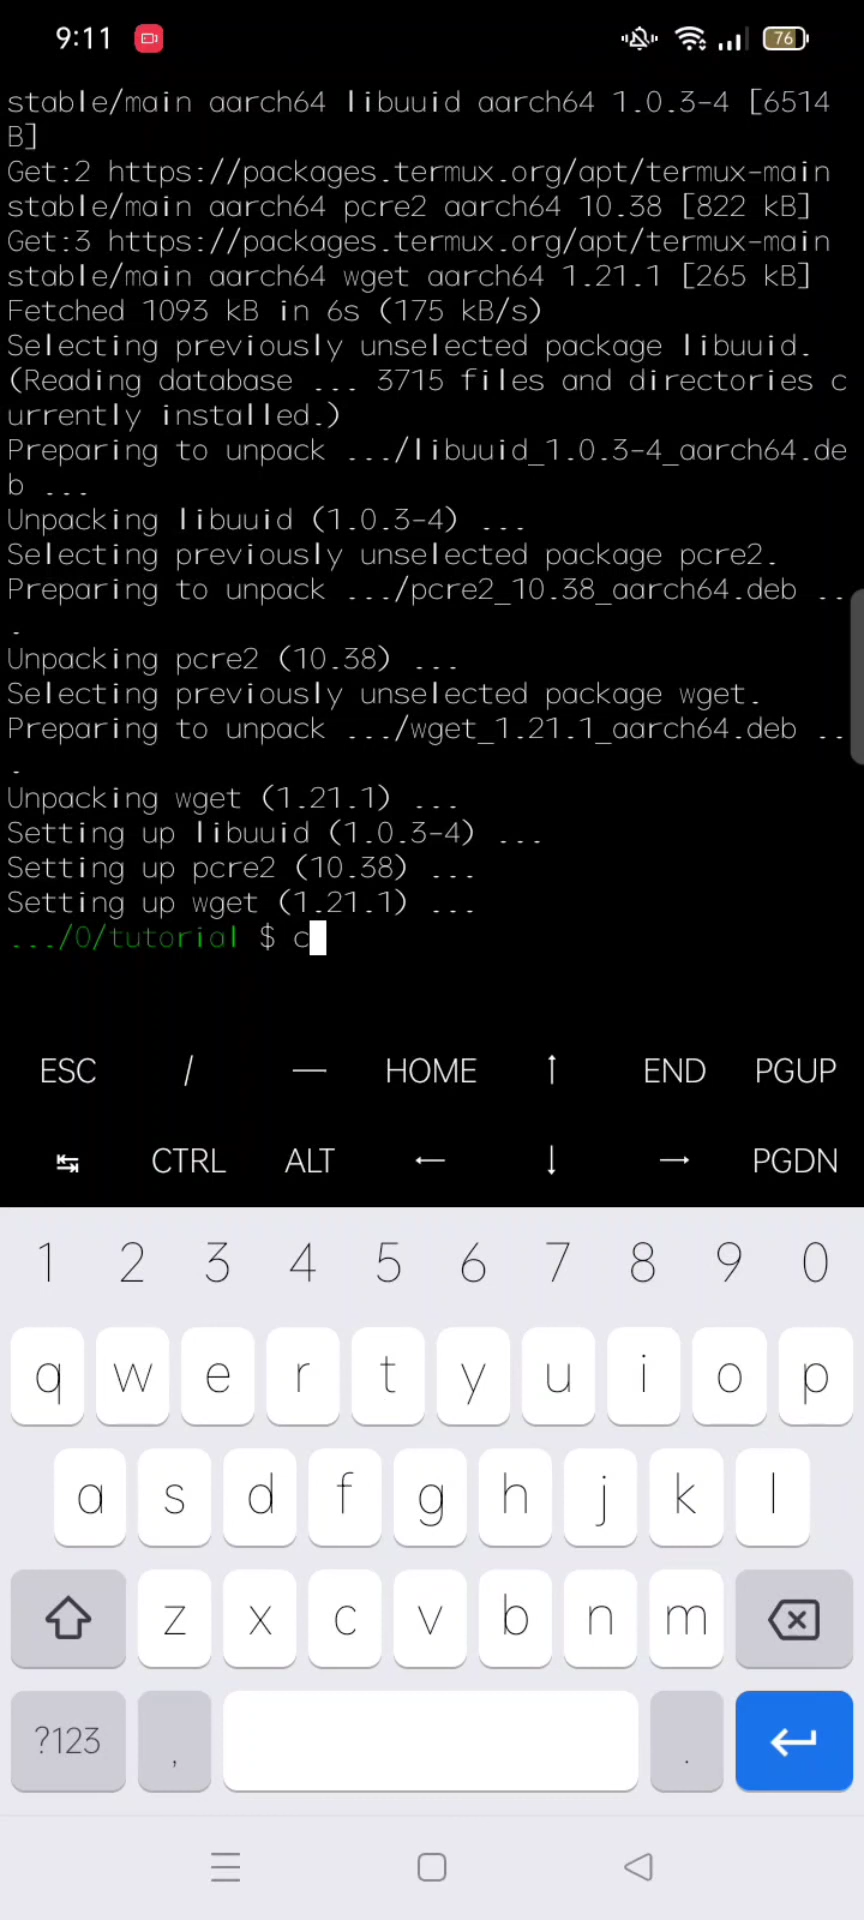 9:11 76
stable/main aarch64 libuuid aarch64 1.0.3-4 [6514
B]
Get:2 https://packages.termux.org/apt/termux-main
stable/main aarch64 pcre2 aarch64 10.38 [822 kB]
Get:3 https://packages.termux.org/apt/termux-main
stable/main aarch64 wget aarch64 1.21.1 [265 kB]
Fetched 1093 kB in 6s (175 kB/s)
Selecting previously unselected package libuuid.
(Reading database ... 3715 files and directories c
urrently installed.)
Preparing to unpack .../libuuid_1.0.3-4_aarch64.de
b ...
Unpacking libuuid (1.0.3-4) ...
Selecting previously unselected package pcre2.
Preparing to unpack .../pcre2_10.38_aarch64.deb ..
.
Unpacking pcre2 (10.38) ...
Selecting previously unselected package wget.
Preparing to unpack .../wget_1.21.1_aarch64.deb ..
.
Unpacking wget (1.21.1) ...
Setting up libuuid (1.0.3-4) ...
Setting up pcre2 (10.38) ...
Setting up wget (1.21.1) ...
.../0/tutorial $ c
ESC / — HOME ↑ END PGUP
↹ CTRL ALT ← ↓ → PGDN
1 2 3 4 5 6 7 8 9 0
q w e r t y u i o p
a s d f g h j k l
z x c v b n m
?123 , .